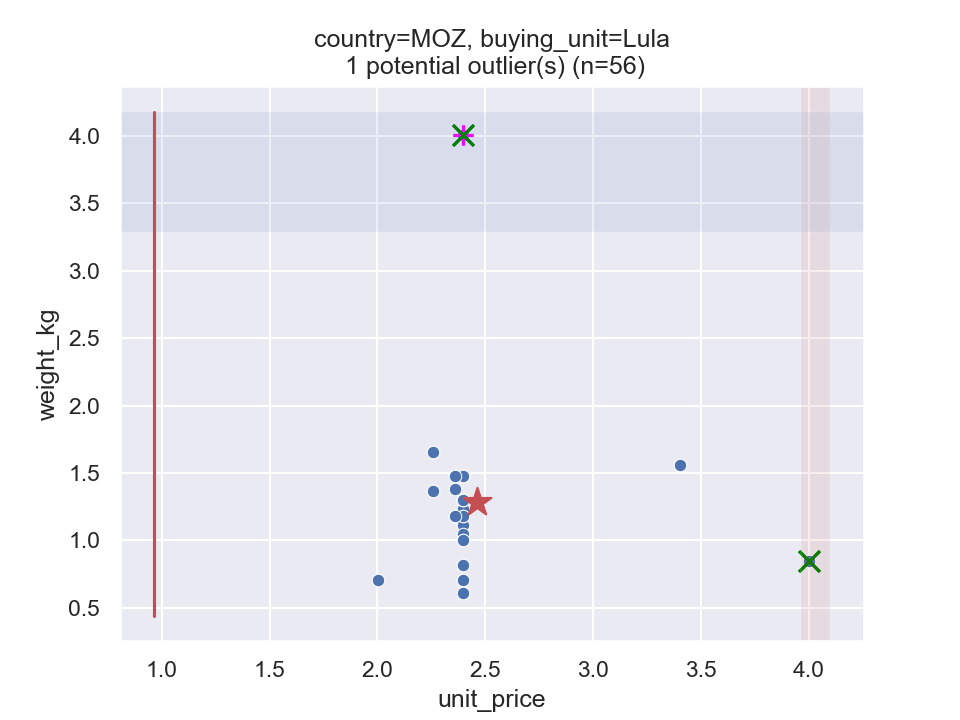 country=MOZ, buying_unit=Lula
1 potential outlier(s) (n=56)
weight_kg
4.0
3.5
3.0
2.5
2.0
1.5
1.0
0.5
1.0 1.5 2.0 2.5 3.0 3.5 4.0
unit_price